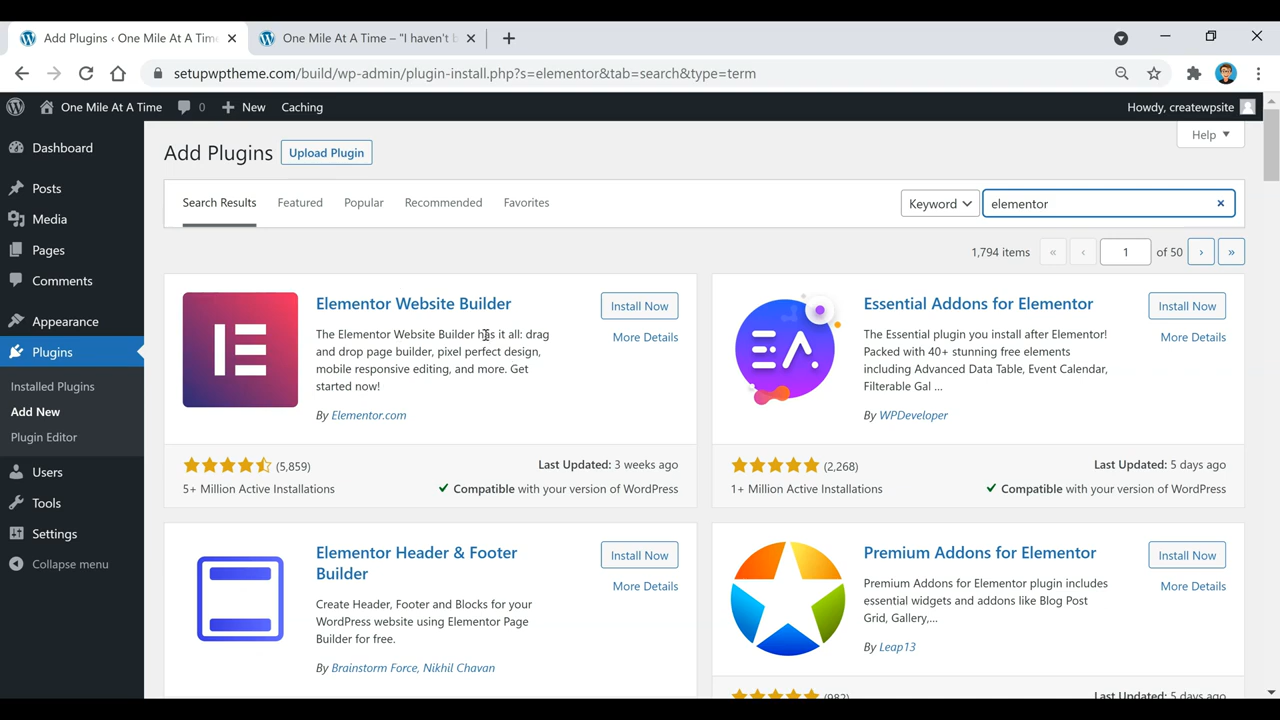 Add Plugins ‹ One Mile At A Time
One Mile At A Time – "I haven't b
setupwptheme.com/build/wp-admin/plugin-install.php?s=elementor&tab=search&type=term
One Mile At A Time
0
New
Caching
Howdy, createwpsite
Dashboard
Posts
Media
Pages
Comments
Appearance
Plugins
Installed Plugins
Add New
Plugin Editor
Users
Tools
Settings
Collapse menu
Add Plugins
Upload Plugin
Help
Search Results
Featured
Popular
Recommended
Favorites
Keyword
elementor
1,794 items
«
‹
1
of 50
›
»
Elementor Website Builder
Install Now
More Details
The Elementor Website Builder has it all: drag
and drop page builder, pixel perfect design,
mobile responsive editing, and more. Get
started now!
By Elementor.com
(5,859)
5+ Million Active Installations
Last Updated: 3 weeks ago
Compatible with your version of WordPress
Essential Addons for Elementor
Install Now
More Details
The Essential plugin you install after Elementor!
Packed with 40+ stunning free elements
including Advanced Data Table, Event Calendar,
Filterable Gal ...
By WPDeveloper
(2,268)
1+ Million Active Installations
Last Updated: 5 days ago
Compatible with your version of WordPress
Elementor Header & Footer
Builder
Install Now
More Details
Create Header, Footer and Blocks for your
WordPress website using Elementor Page
Builder for free.
By Brainstorm Force, Nikhil Chavan
Premium Addons for Elementor
Install Now
More Details
Premium Addons for Elementor plugin includes
essential widgets and addons like Blog Post
Grid, Gallery,...
By Leap13
(982)
Last Updated: 5 days ago